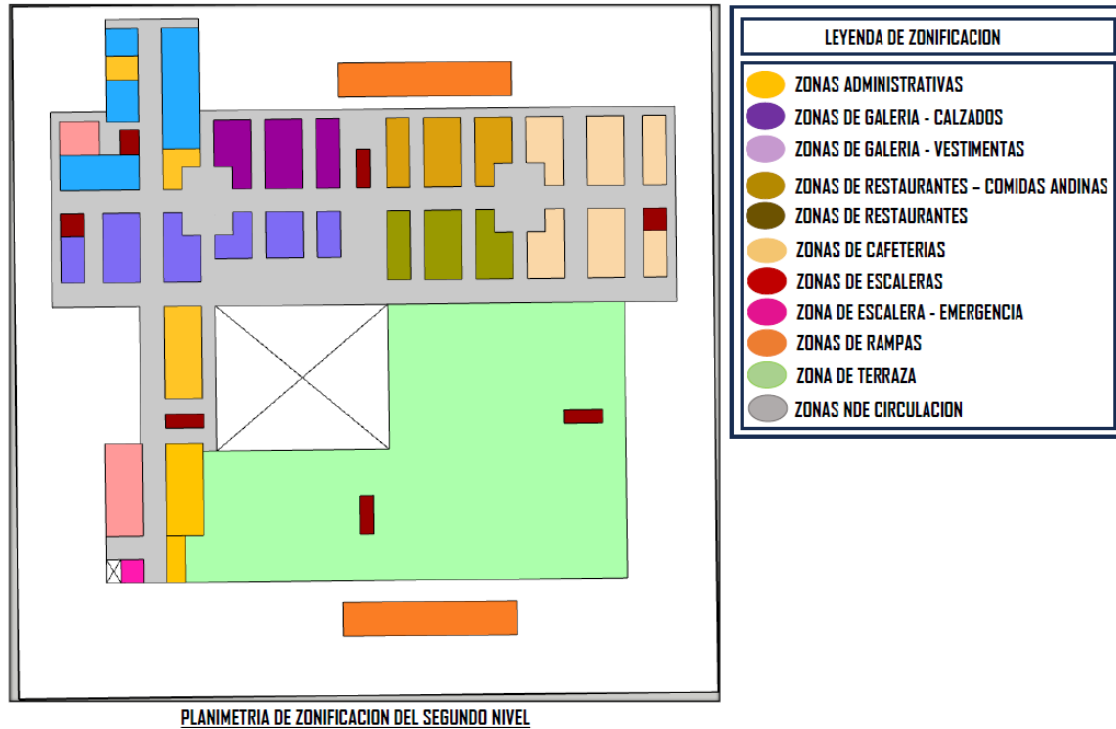 LEYENDA DE ZONIFICACION
ZONAS ADMINISTRATIVAS
ZONAS DE GALERIA - CALZADOS
ZONAS DE GALERIA - VESTIMENTAS
ZONAS DE RESTAURANTES – COMIDAS ANDINAS
ZONAS DE RESTAURANTES
ZONAS DE CAFETERIAS
ZONAS DE ESCALERAS
ZONA DE ESCALERA - EMERGENCIA
ZONAS DE RAMPAS
ZONA DE TERRAZA
ZONAS NDE CIRCULACION
PLANIMETRIA DE ZONIFICACION DEL SEGUNDO NIVEL